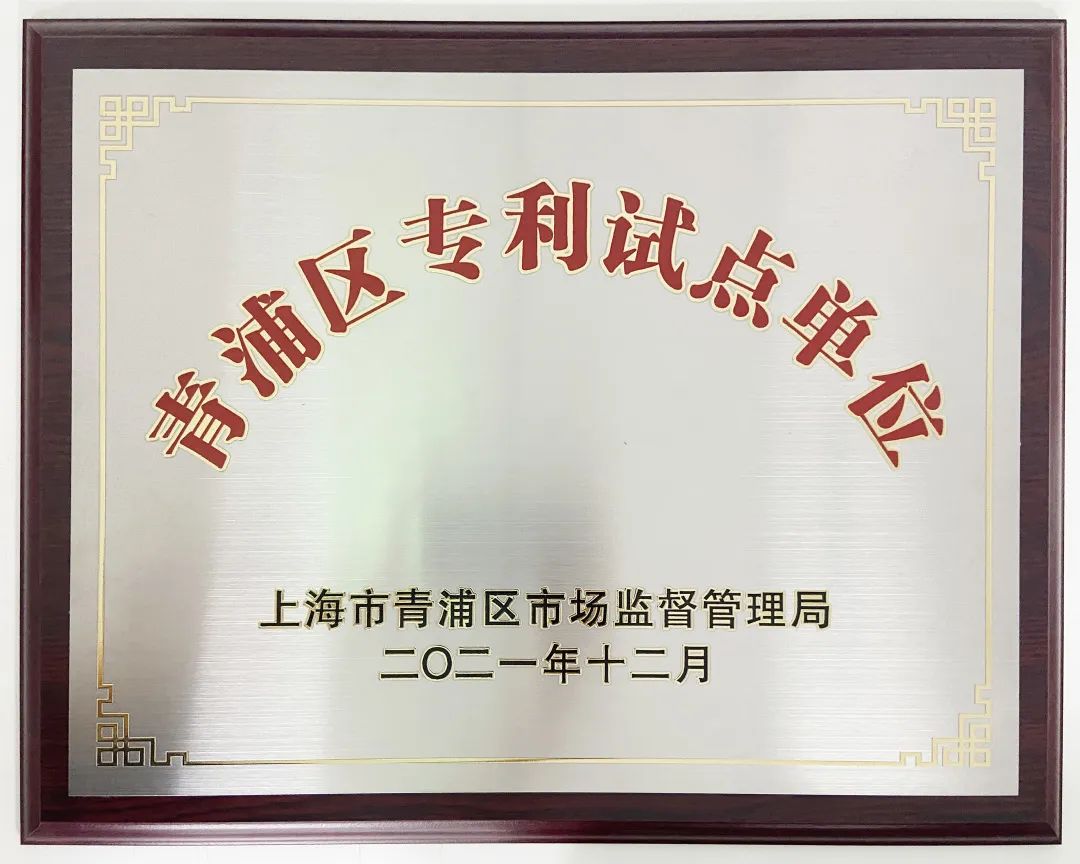 青浦区专利试点单位
上海市青浦区市场监督管理局
二〇二一年十二月